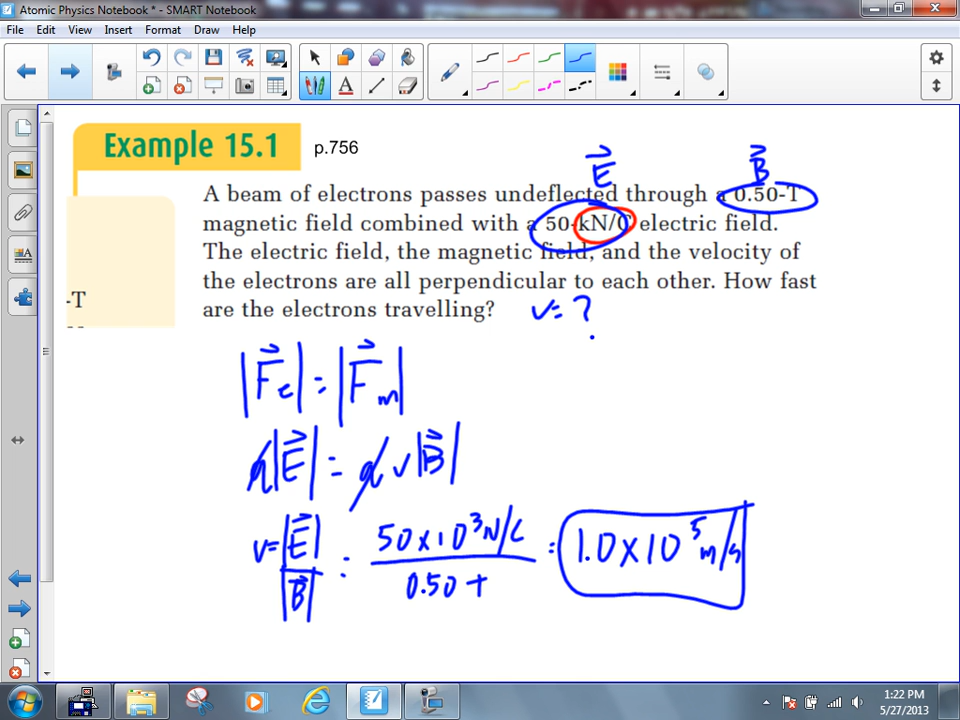 Atomic Physics Notebook * - SMART Notebook
File Edit View Insert Format Draw Help
Example 15.1 p.756
E⃗ B⃗
A beam of electrons passes undeflected through a 0.50-T
magnetic field combined with a 50-kN/C electric field.
The electric field, the magnetic field, and the velocity of
the electrons are all perpendicular to each other. How fast
are the electrons travelling? v= ?
-T
|F⃗e| = |F⃗m|
q|E⃗| = q v|B⃗|
v= |E⃗| / |B⃗| = 50 x 10³ N/C / 0.50 T = 1.0 x 10⁵ m/s
1:22 PM
5/27/2013